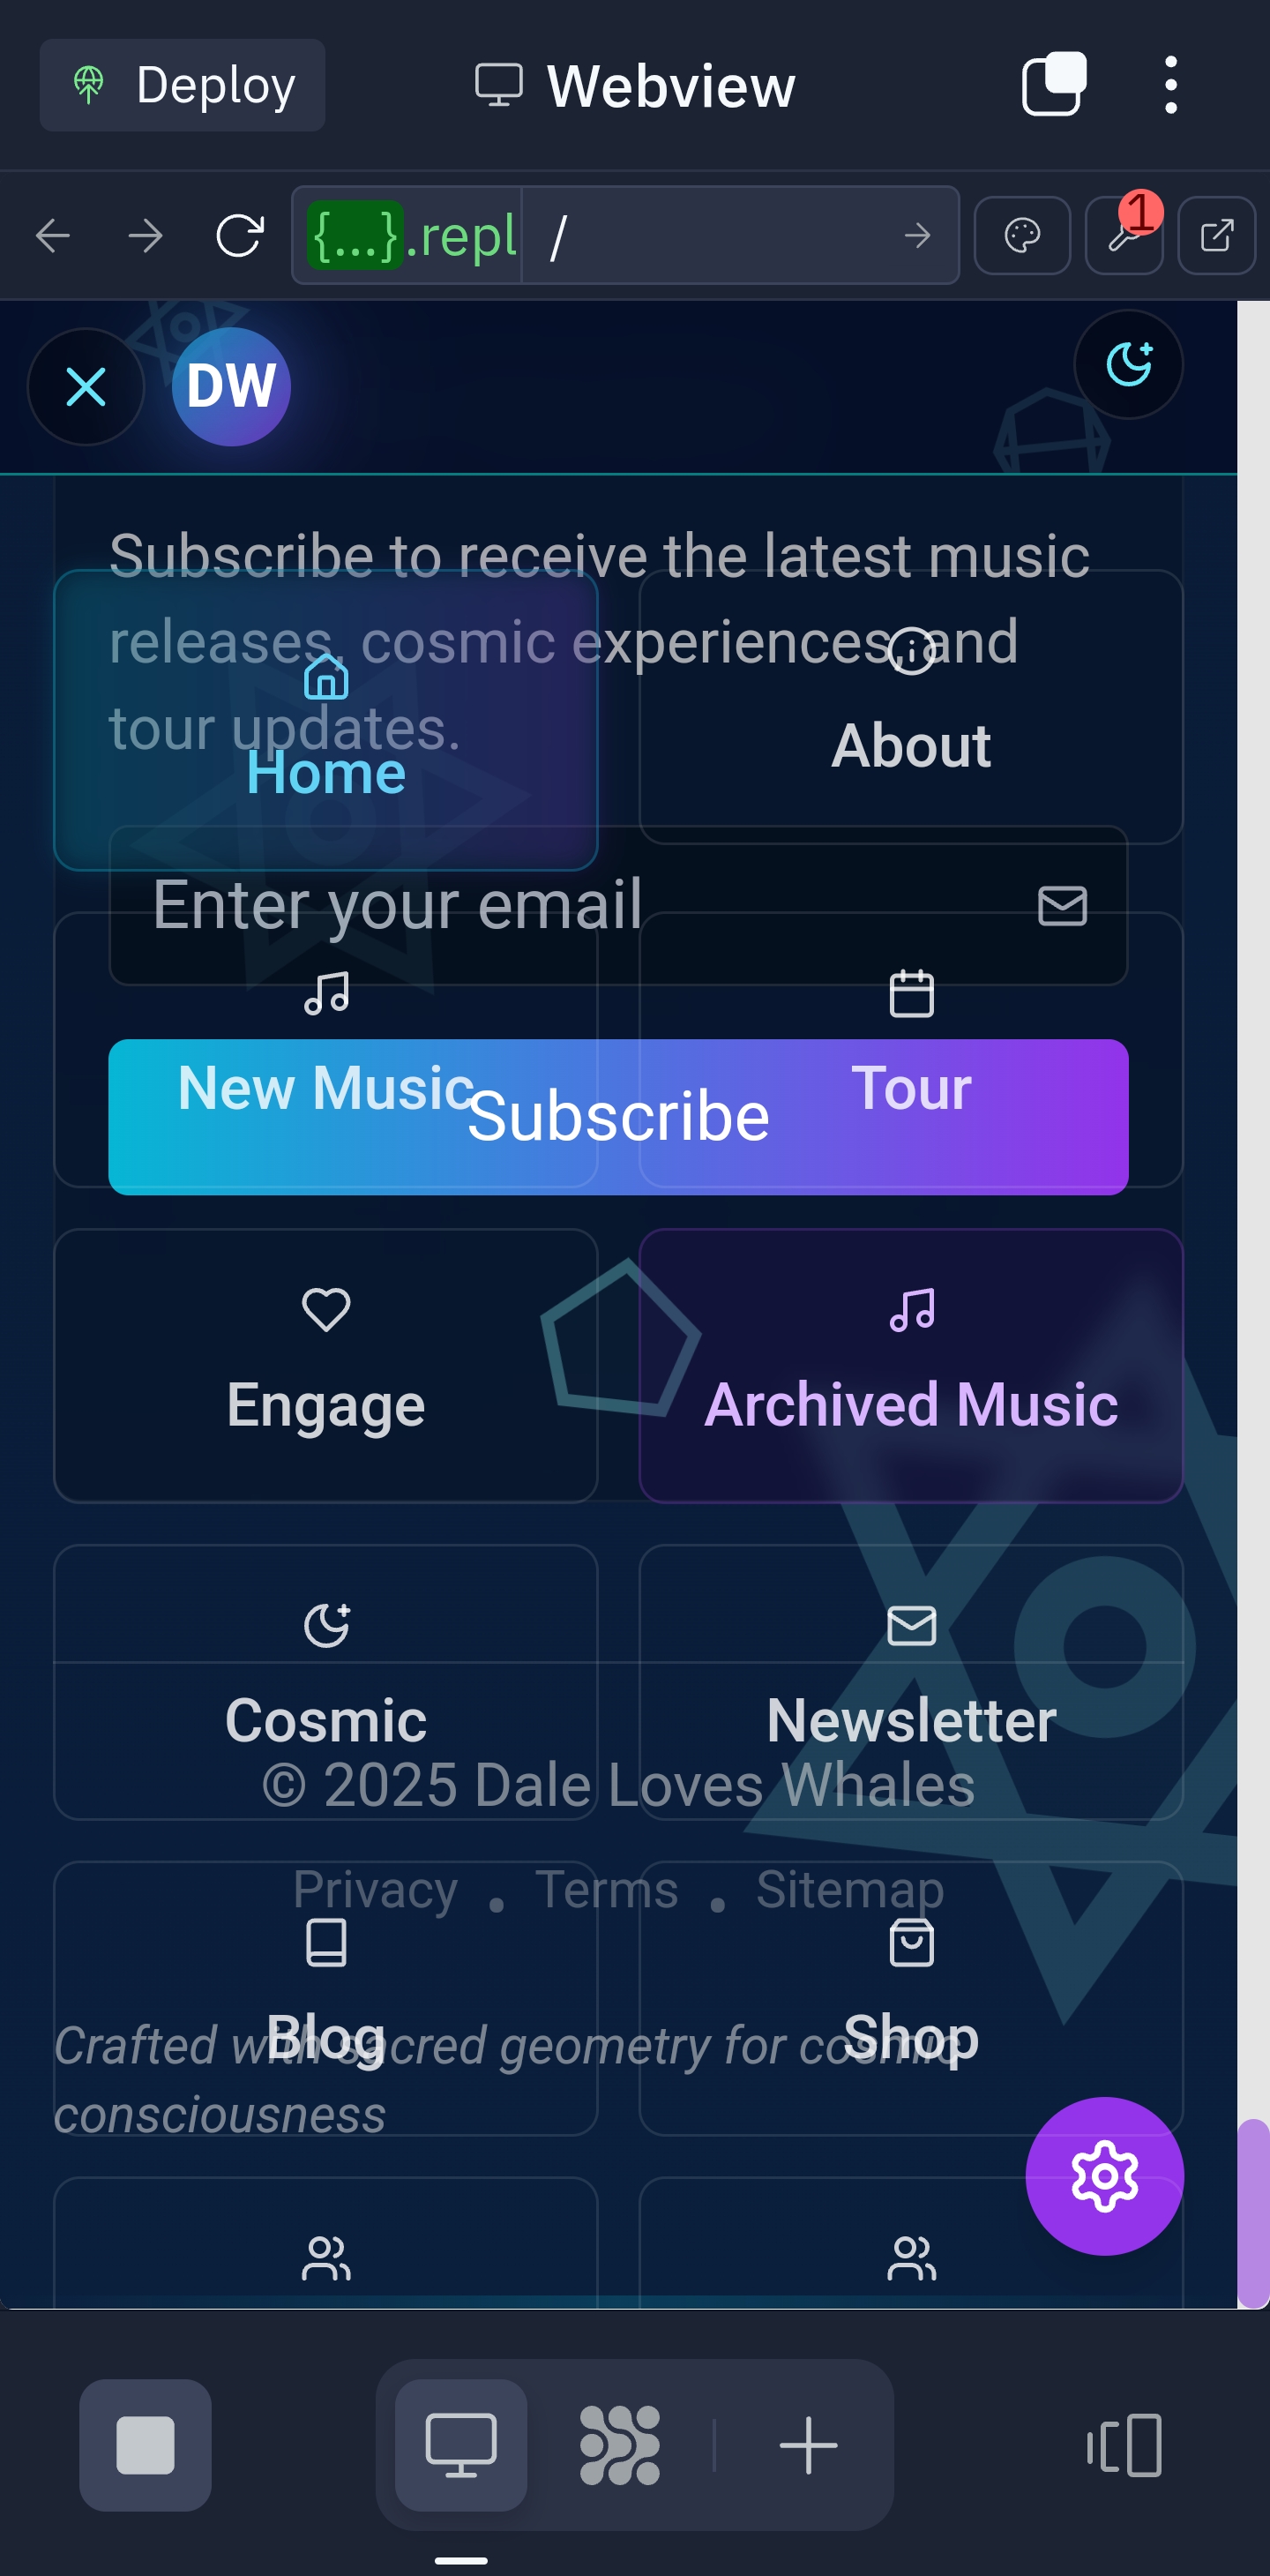 Deploy
Webview
{...}.repl
/
1
DW
Subscribe to receive the latest music
releases, cosmic experiences, and
tour updates.
Home
About
Enter your email
New Music
Tour
Subscribe
Engage
Archived Music
Cosmic
Newsletter
© 2025 Dale Loves Whales
Privacy • Terms • Sitemap
Blog
Shop
Crafted with sacred geometry for cosmic
consciousness